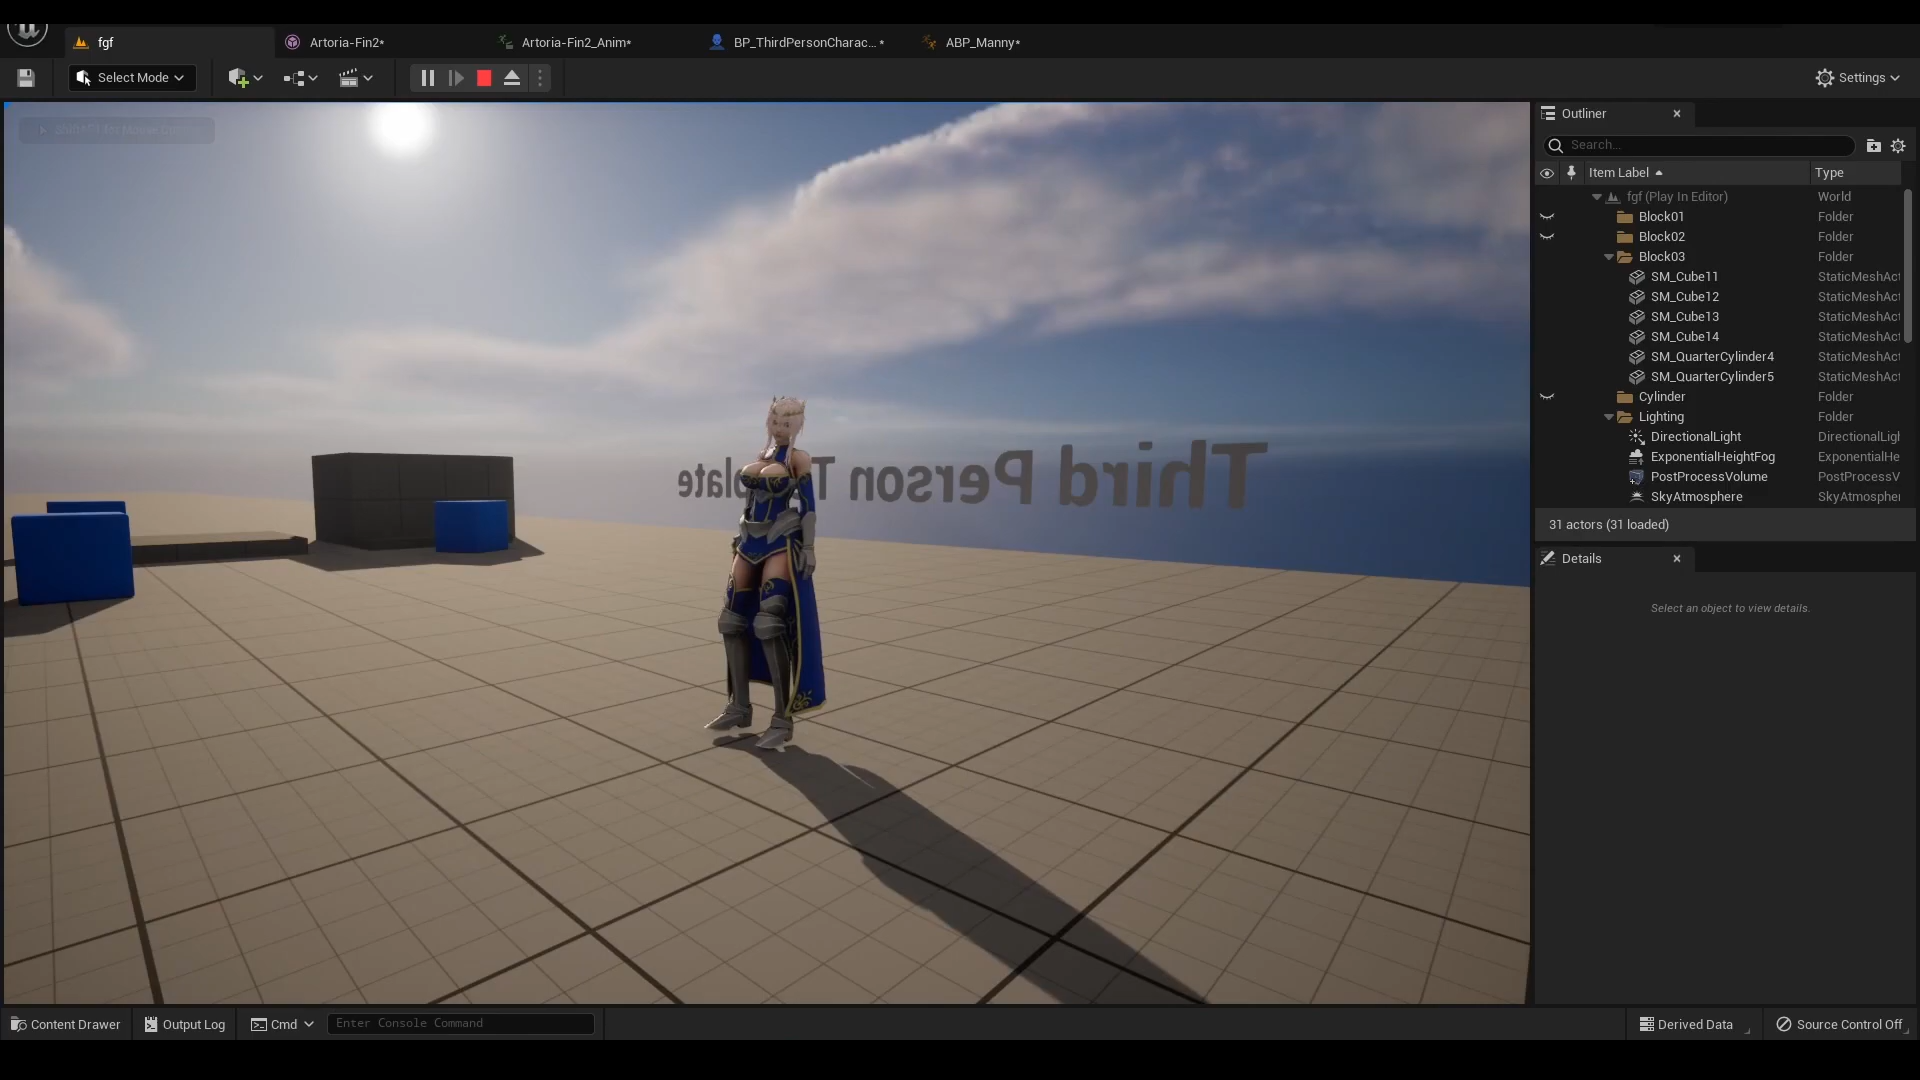 fgf
Artoria-Fin2*
Artoria-Fin2_Anim*
BP_ThirdPersonCharac... *
ABP_Manny*
Select Mode
Settings
Third Person T plate
Outliner
Search...
Item Label
Type
fgf (Play In Editor) World
Block01 Folder
Block02 Folder
Block03 Folder
SM_Cube11 StaticMeshAct
SM_Cube12 StaticMeshAct
SM_Cube13 StaticMeshAct
SM_Cube14 StaticMeshAct
SM_QuarterCylinder4 StaticMeshAct
SM_QuarterCylinder5 StaticMeshAct
Cylinder Folder
Lighting Folder
DirectionalLight DirectionalLigh
ExponentialHeightFog ExponentialHe
PostProcessVolume PostProcessV
SkyAtmosphere SkyAtmospher
31 actors (31 loaded)
Details
Select an object to view details.
Content Drawer
Output Log
Cmd
Enter Console Command
Derived Data
Source Control Off